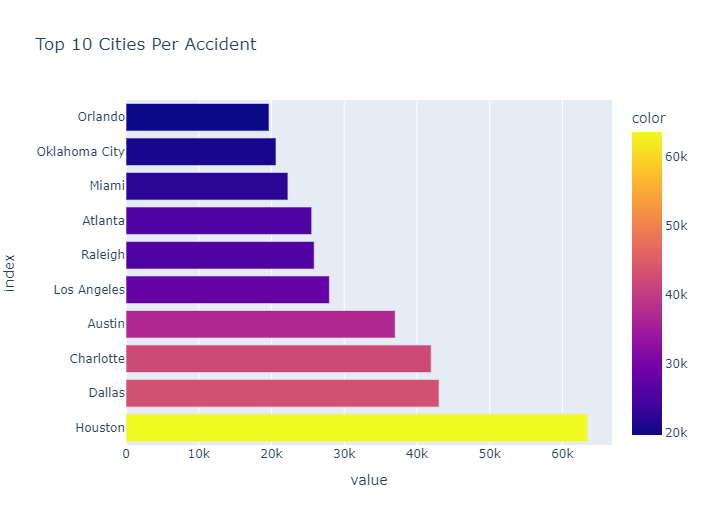 Top 10 Cities Per Accident
color
Orlando
Oklahoma City
Miami
Atlanta
Raleigh
Los Angeles
Austin
Charlotte
Dallas
Houston
index
0 10k 20k 30k 40k 50k 60k
value
60k
50k
40k
30k
20k